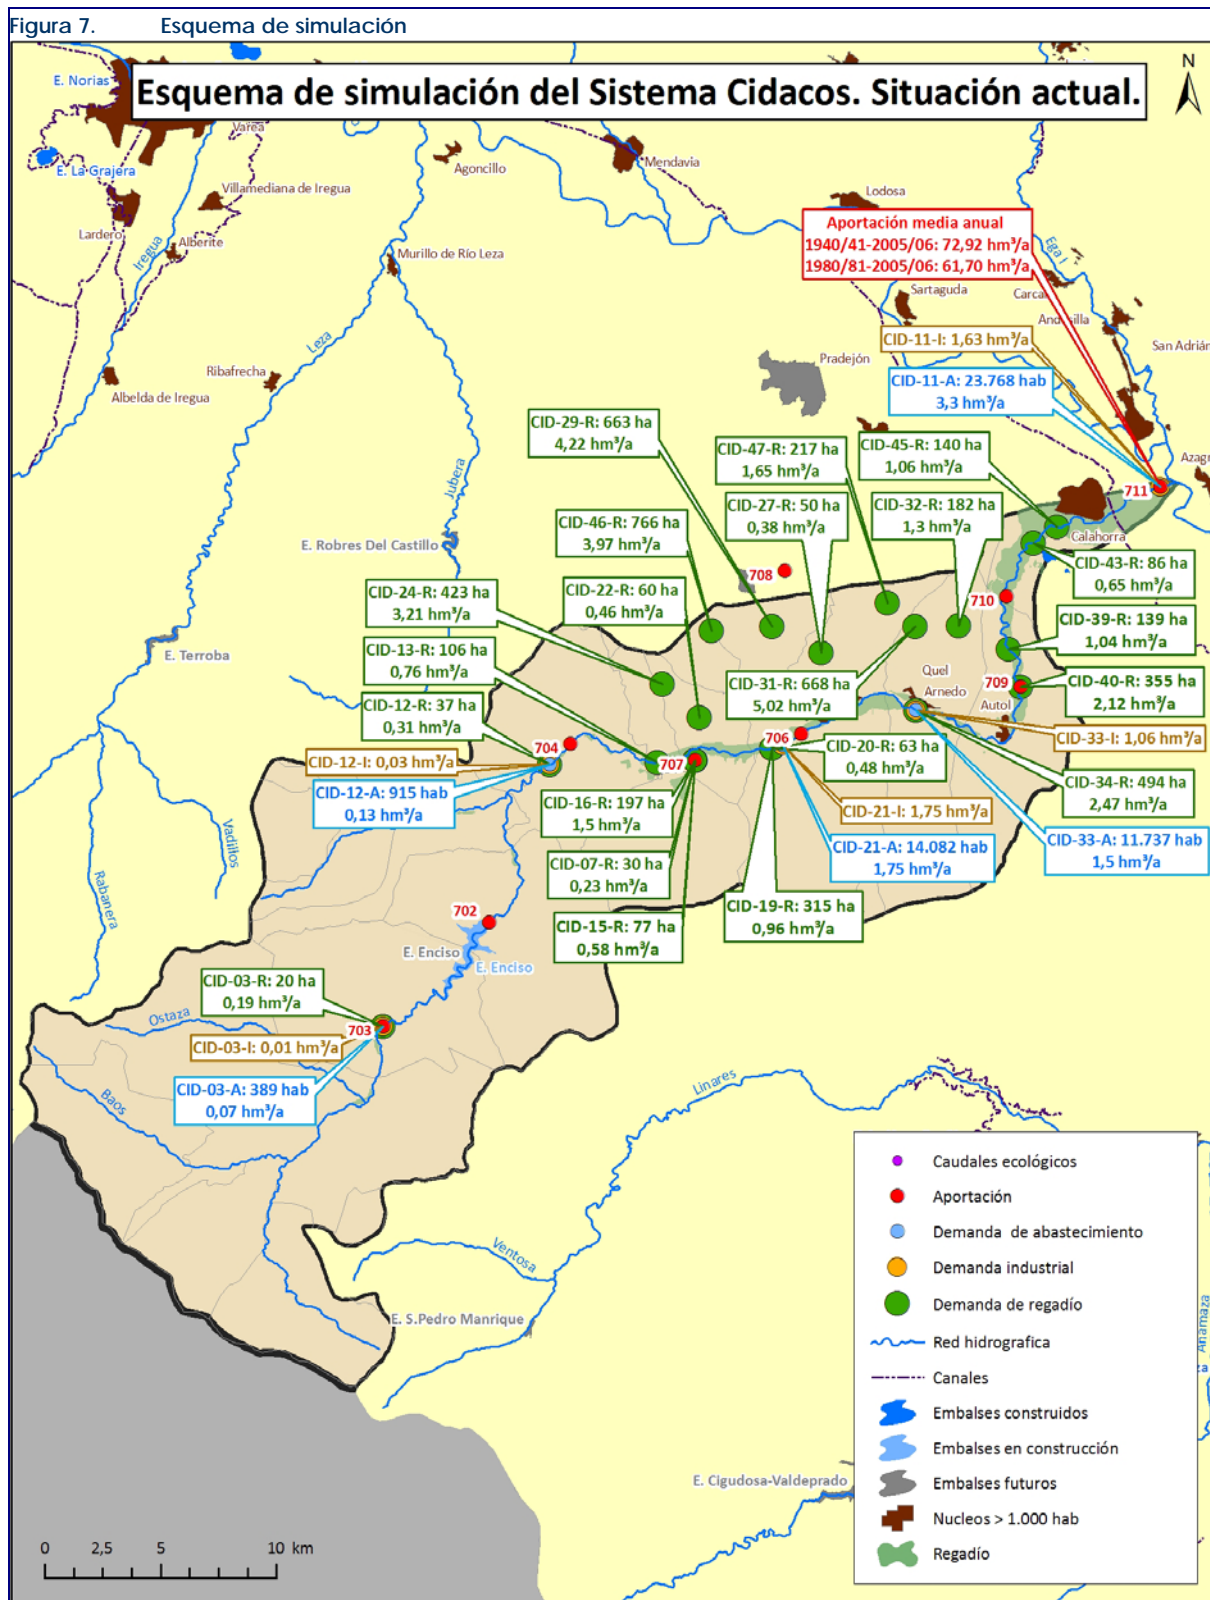 Figura 7. Esquema de simulación
Esquema de simulación del Sistema Cidacos. Situación actual.
N
E. Norias
Varea
E. La Grajera
Villamediana de Iregua
Lardero
Alberite
Iregua
Agoncillo
Mendavia
Lodosa
Murillo de Río Leza
Aportación media anual
1940/41-2005/06: 72,92 hm³/a
1980/81-2005/06: 61,70 hm³/a
Ega I
Sartaguda
Carcar
San Adrián
CID-11-I: 1,63 hm³/a
CID-11-A: 23.768 hab
3,3 hm³/a
Leza
Ribafrecha
Albelda de Iregua
Pradejón
CID-29-R: 663 ha
4,22 hm³/a
CID-47-R: 217 ha
1,65 hm³/a
CID-45-R: 140 ha
1,06 hm³/a
711
Jubera
CID-27-R: 50 ha
0,38 hm³/a
CID-32-R: 182 ha
1,3 hm³/a
CID-46-R: 766 ha
3,97 hm³/a
E. Robres Del Castillo
Calahorra
708
CID-43-R: 86 ha
0,65 hm³/a
CID-24-R: 423 ha
3,21 hm³/a
CID-22-R: 60 ha
0,46 hm³/a
710
CID-39-R: 139 ha
1,04 hm³/a
E. Terroba
CID-13-R: 106 ha
0,76 hm³/a
CID-31-R: 668 ha
5,02 hm³/a
Quel
Arnedo
Autol
709
CID-40-R: 355 ha
2,12 hm³/a
CID-12-R: 37 ha
0,31 hm³/a
704
706
CID-33-I: 1,06 hm³/a
CID-12-I: 0,03 hm³/a
707
CID-20-R: 63 ha
0,48 hm³/a
CID-34-R: 494 ha
2,47 hm³/a
CID-12-A: 915 hab
0,13 hm³/a
CID-16-R: 197 ha
1,5 hm³/a
CID-21-I: 1,75 hm³/a
CID-21-A: 14.082 hab
1,75 hm³/a
CID-33-A: 11.737 hab
1,5 hm³/a
Vadillos
Rabanera
CID-07-R: 30 ha
0,23 hm³/a
CID-19-R: 315 ha
0,96 hm³/a
702
CID-15-R: 77 ha
0,58 hm³/a
E. Enciso
E. Enciso
CID-03-R: 20 ha
0,19 hm³/a
Ostaza
703
CID-03-I: 0,01 hm³/a
CID-03-A: 389 hab
0,07 hm³/a
Baos
Linares
Ventosa
E. S.Pedro Manrique
E. Cigudosa-Valdeprado
Anamaza
Caudales ecológicos
Aportación
Demanda de abastecimiento
Demanda industrial
Demanda de regadío
Red hidrografica
Canales
Embalses construidos
Embalses en construcción
Embalses futuros
Nucleos > 1.000 hab
Regadío
0 2,5 5 10 km